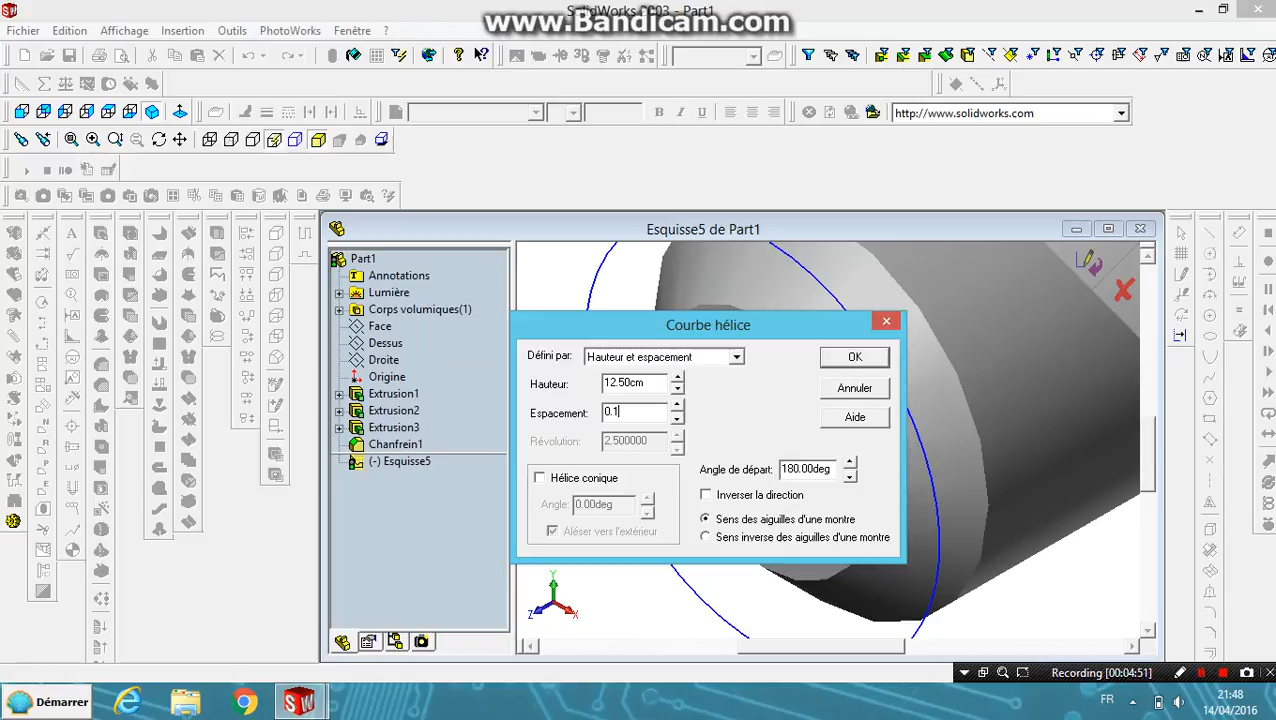 SolidWorks 2003 - Part1
www.Bandicam.com
Fichier Edition Affichage Insertion Outils PhotoWorks Fenêtre ?
B I U
http://www.solidworks.com
Esquisse5 de Part1
Part1
Annotations
Lumière
Corps volumiques(1)
Face
Dessus
Droite
Origine
Extrusion1
Extrusion2
Extrusion3
Chanfrein1
(-) Esquisse5
Courbe hélice
Défini par: Hauteur et espacement
OK
Hauteur: 12.50cm
Annuler
Espacement: 0.1
Aide
Révolution: 2.500000
Angle de départ: 180.00deg
Hélice conique
Inverser la direction
Angle: 0.00deg
Sens des aiguilles d'une montre
Aléser vers l'extérieur
Sens inverse des aiguilles d'une montre
Y
Z X
Recording [00:04:51]
Démarrer
FR
21:48
14/04/2016